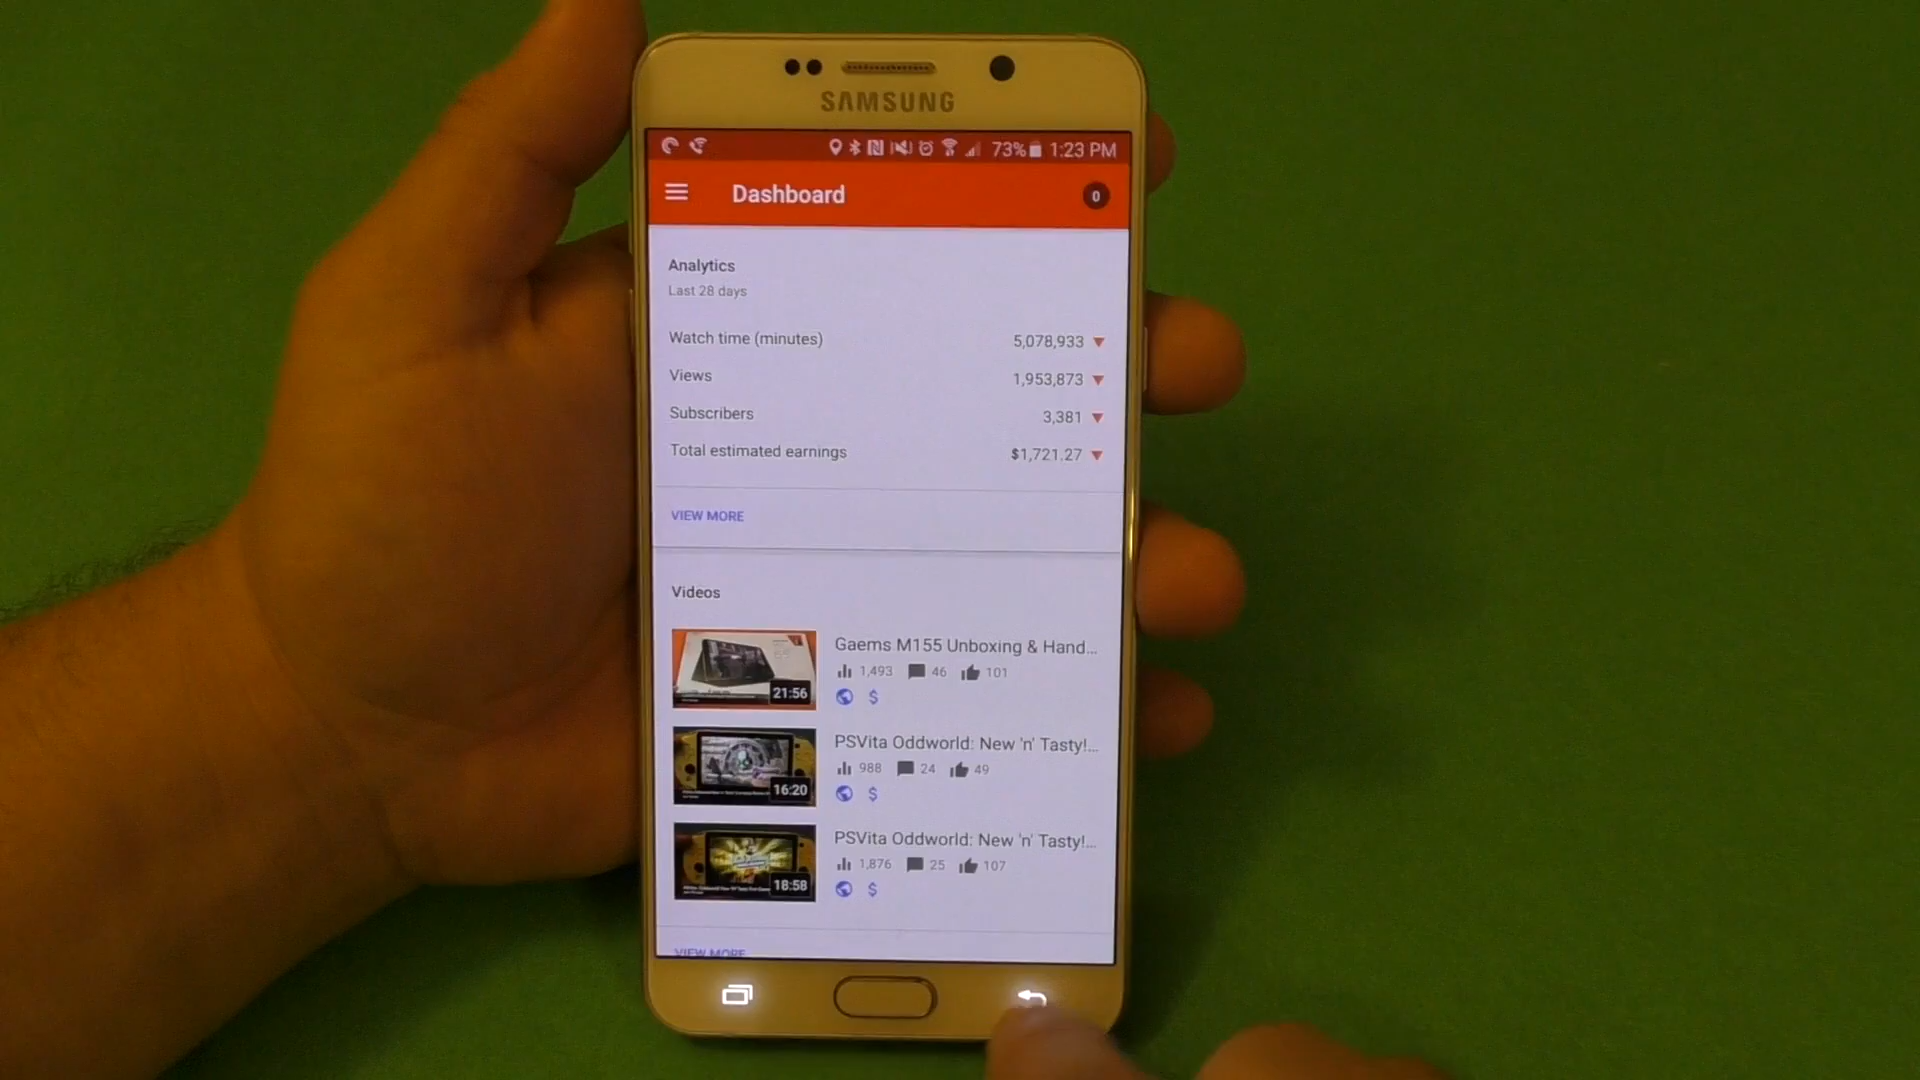 SAMSUNG
73% 1:23 PM
Dashboard 0
Analytics
Last 28 days
Watch time (minutes) 5,078,933
Views 1,953,873
Subscribers 3,381
Total estimated earnings $1,721.27
VIEW MORE
Videos
Gaems M155 Unboxing & Hand...
1,493 46 101
21:56
$
PSVita Oddworld: New 'n' Tasty!...
988 24 49
16:20
$
PSVita Oddworld: New 'n' Tasty!...
1,876 25 107
18:58
$
VIEW MORE